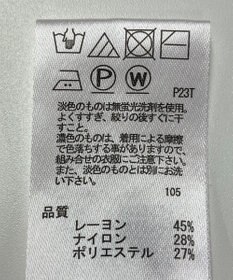 P W
P23T
淡色のものは無蛍光洗剤を使用。
よくすすぎ、絞りの後すぐに干
すこと。
濃色のものは、着用による摩擦
で色落ちする事がありますので、
組み合せの衣服にご注意下さい。
また、淡色のものとは別にお洗
い下さい。
105
品質
レーヨン 45%
ナイロン 28%
ポリエステル 27%